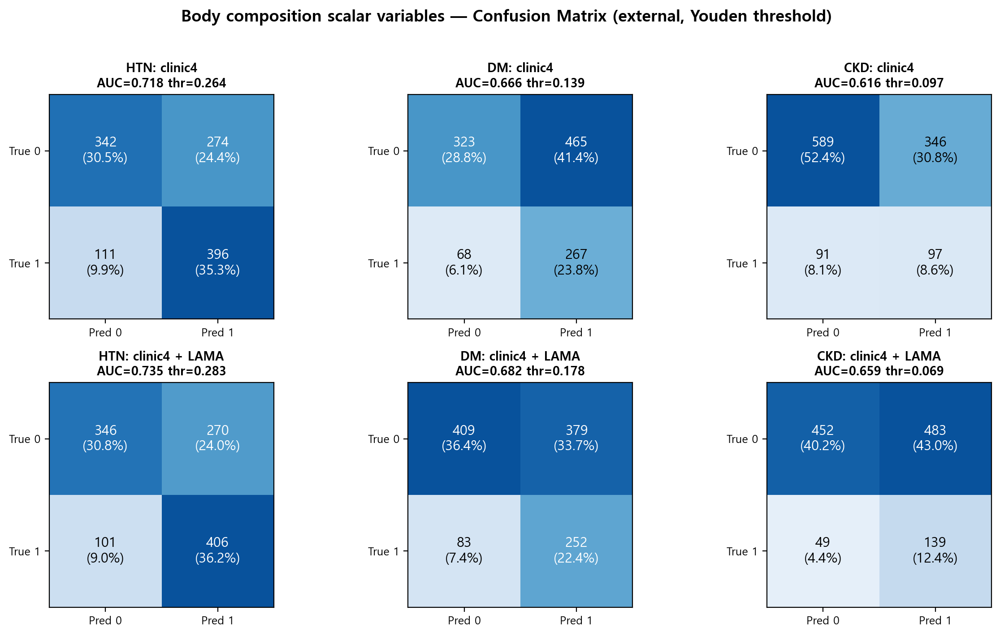 Body composition scalar variables — Confusion Matrix (external, Youden threshold)
HTN: clinic4
AUC=0.718 thr=0.264
True 0
342
(30.5%)
274
(24.4%)
True 1
111
(9.9%)
396
(35.3%)
Pred 0
Pred 1
DM: clinic4
AUC=0.666 thr=0.139
True 0
323
(28.8%)
465
(41.4%)
True 1
68
(6.1%)
267
(23.8%)
Pred 0
Pred 1
CKD: clinic4
AUC=0.616 thr=0.097
True 0
589
(52.4%)
346
(30.8%)
True 1
91
(8.1%)
97
(8.6%)
Pred 0
Pred 1
HTN: clinic4 + LAMA
AUC=0.735 thr=0.283
True 0
346
(30.8%)
270
(24.0%)
True 1
101
(9.0%)
406
(36.2%)
Pred 0
Pred 1
DM: clinic4 + LAMA
AUC=0.682 thr=0.178
True 0
409
(36.4%)
379
(33.7%)
True 1
83
(7.4%)
252
(22.4%)
Pred 0
Pred 1
CKD: clinic4 + LAMA
AUC=0.659 thr=0.069
True 0
452
(40.2%)
483
(43.0%)
True 1
49
(4.4%)
139
(12.4%)
Pred 0
Pred 1